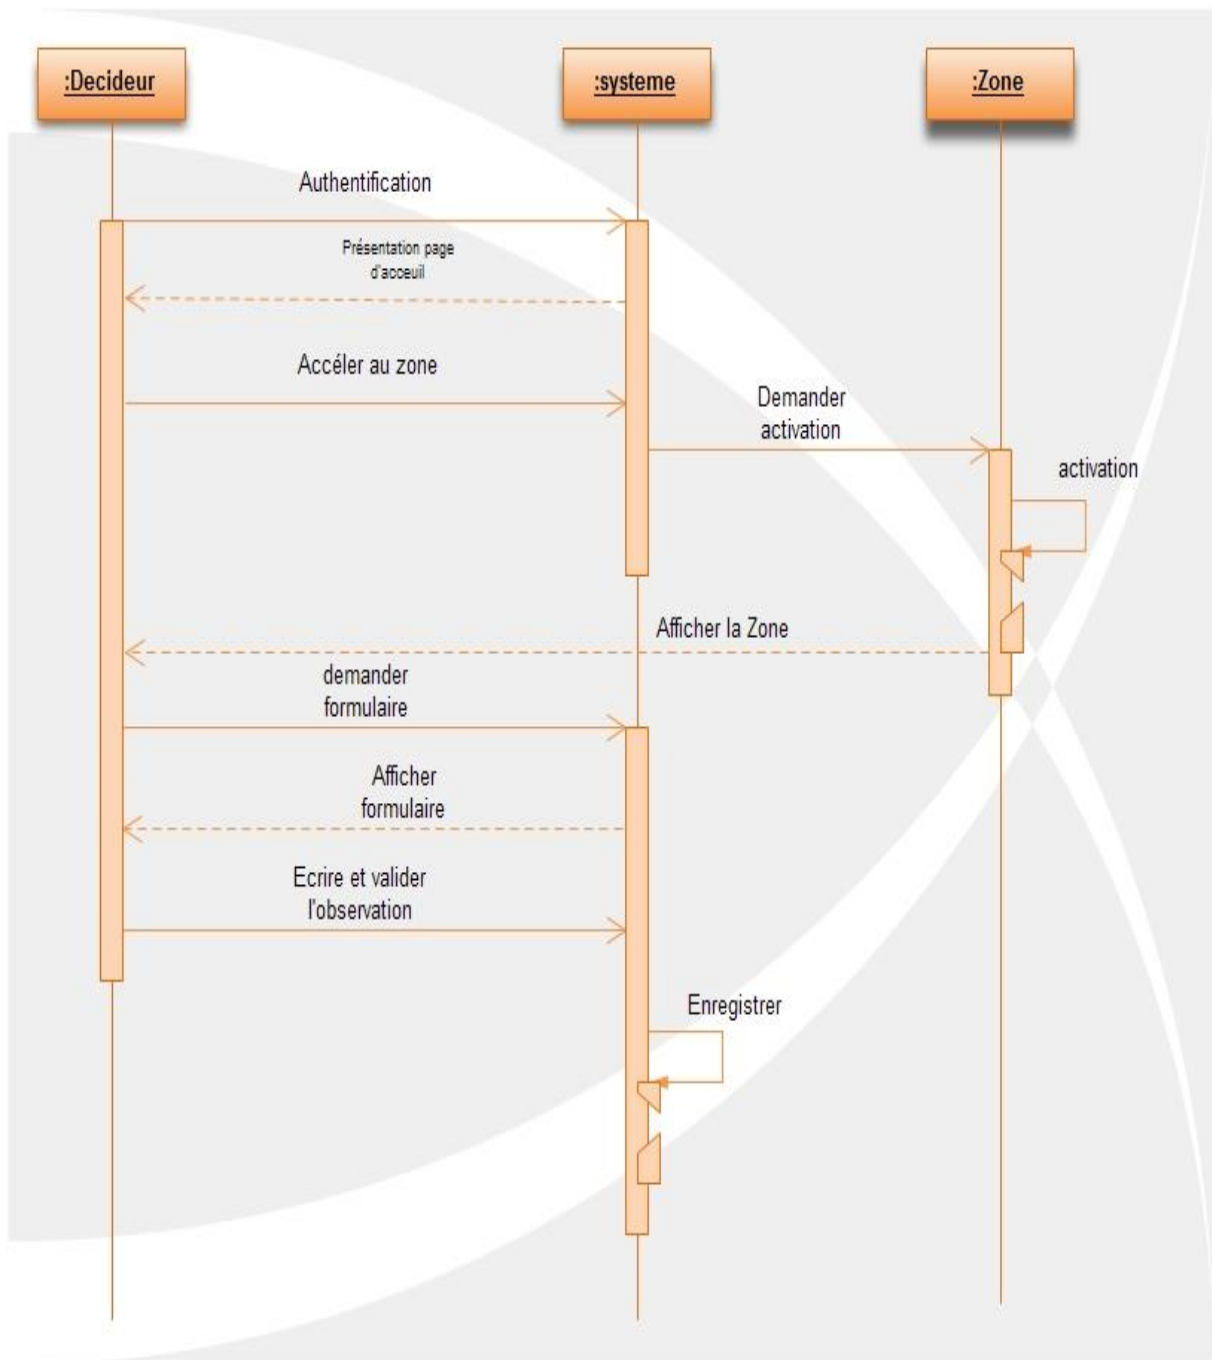 :Decideur
:systeme
:Zone
Authentification
Présentation page
d'acceuil
Accéler au zone
Demander
activation
activation
Afficher la Zone
demander
formulaire
Afficher
formulaire
Ecrire et valider
l'observation
Enregistrer